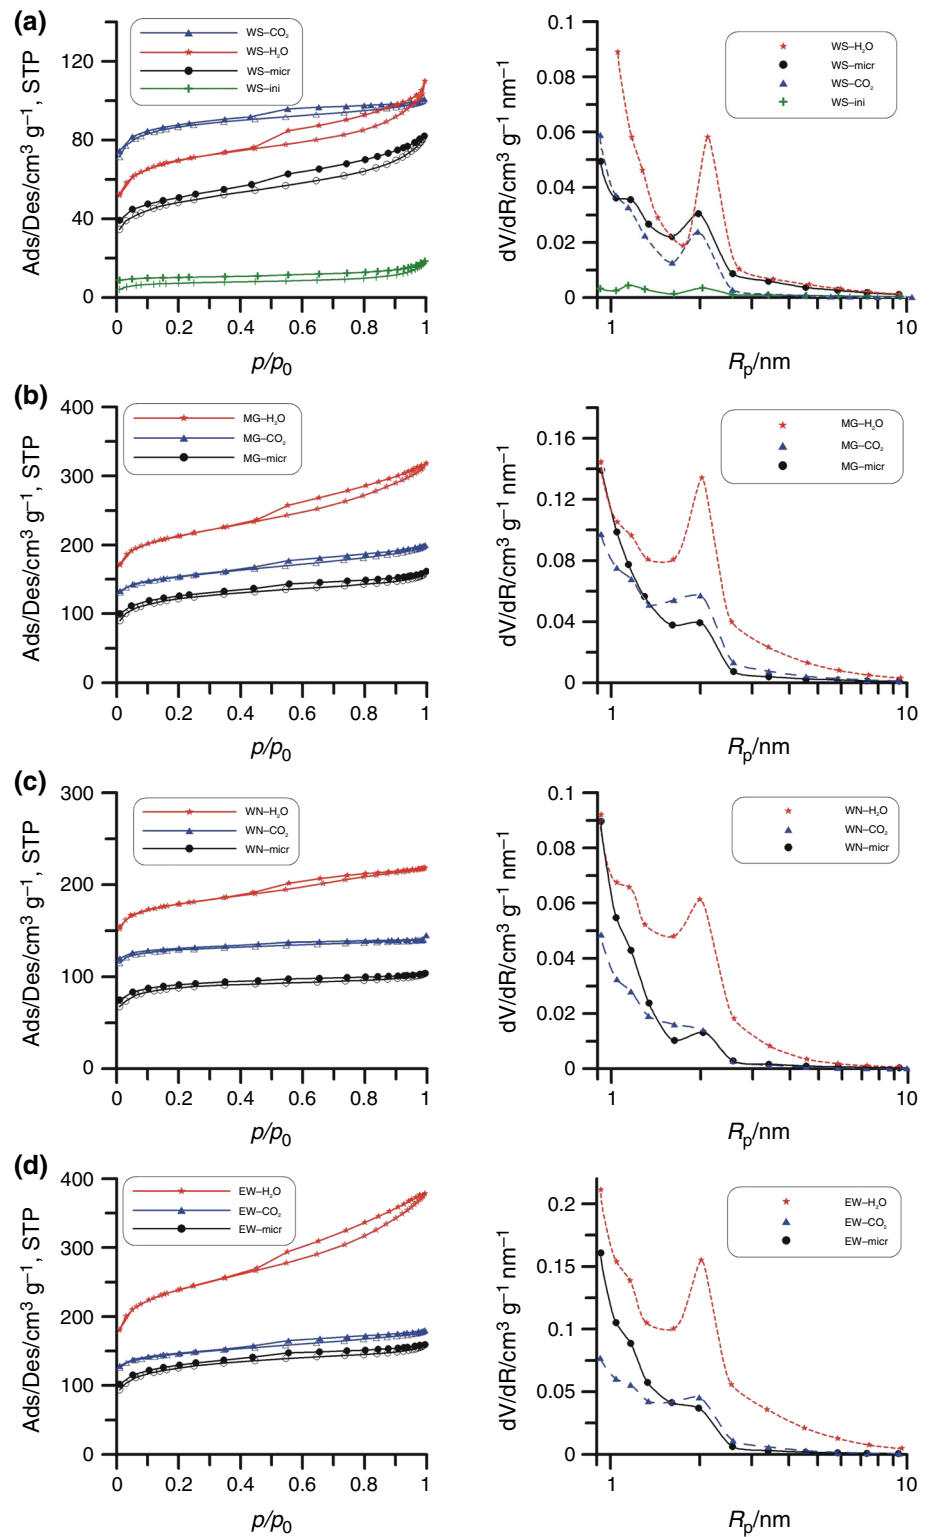 (a)
WS–CO₂
WS–H₂O
WS–micr
WS–ini
Ads/Des/cm³ g⁻¹, STP
120
80
40
0
0 0.2 0.4 0.6 0.8 1
p/p₀
WS–H₂O
WS–micr
WS–CO₂
WS–ini
dV/dR/cm³ g⁻¹ nm⁻¹
0.1
0.08
0.06
0.04
0.02
0
1 10
Rₚ/nm
(b)
MG–H₂O
MG–CO₂
MG–micr
Ads/Des/cm³ g⁻¹, STP
400
300
200
100
0
0 0.2 0.4 0.6 0.8 1
p/p₀
MG–H₂O
MG–CO₂
MG–micr
dV/dR/cm³ g⁻¹ nm⁻¹
0.16
0.12
0.08
0.04
0
1 10
Rₚ/nm
(c)
WN–H₂O
WN–CO₂
WN–micr
Ads/Des/cm³ g⁻¹, STP
300
200
100
0
0 0.2 0.4 0.6 0.8 1
p/p₀
WN–H₂O
WN–CO₂
WN–micr
dV/dR/cm³ g⁻¹ nm⁻¹
0.1
0.08
0.06
0.04
0.02
0
1 10
Rₚ/nm
(d)
EW–H₂O
EW–CO₂
EW–micr
Ads/Des/cm³ g⁻¹, STP
400
300
200
100
0
0 0.2 0.4 0.6 0.8 1
p/p₀
EW–H₂O
EW–CO₂
EW–micr
dV/dR/cm³ g⁻¹ nm⁻¹
0.2
0.15
0.1
0.05
0
1 10
Rₚ/nm